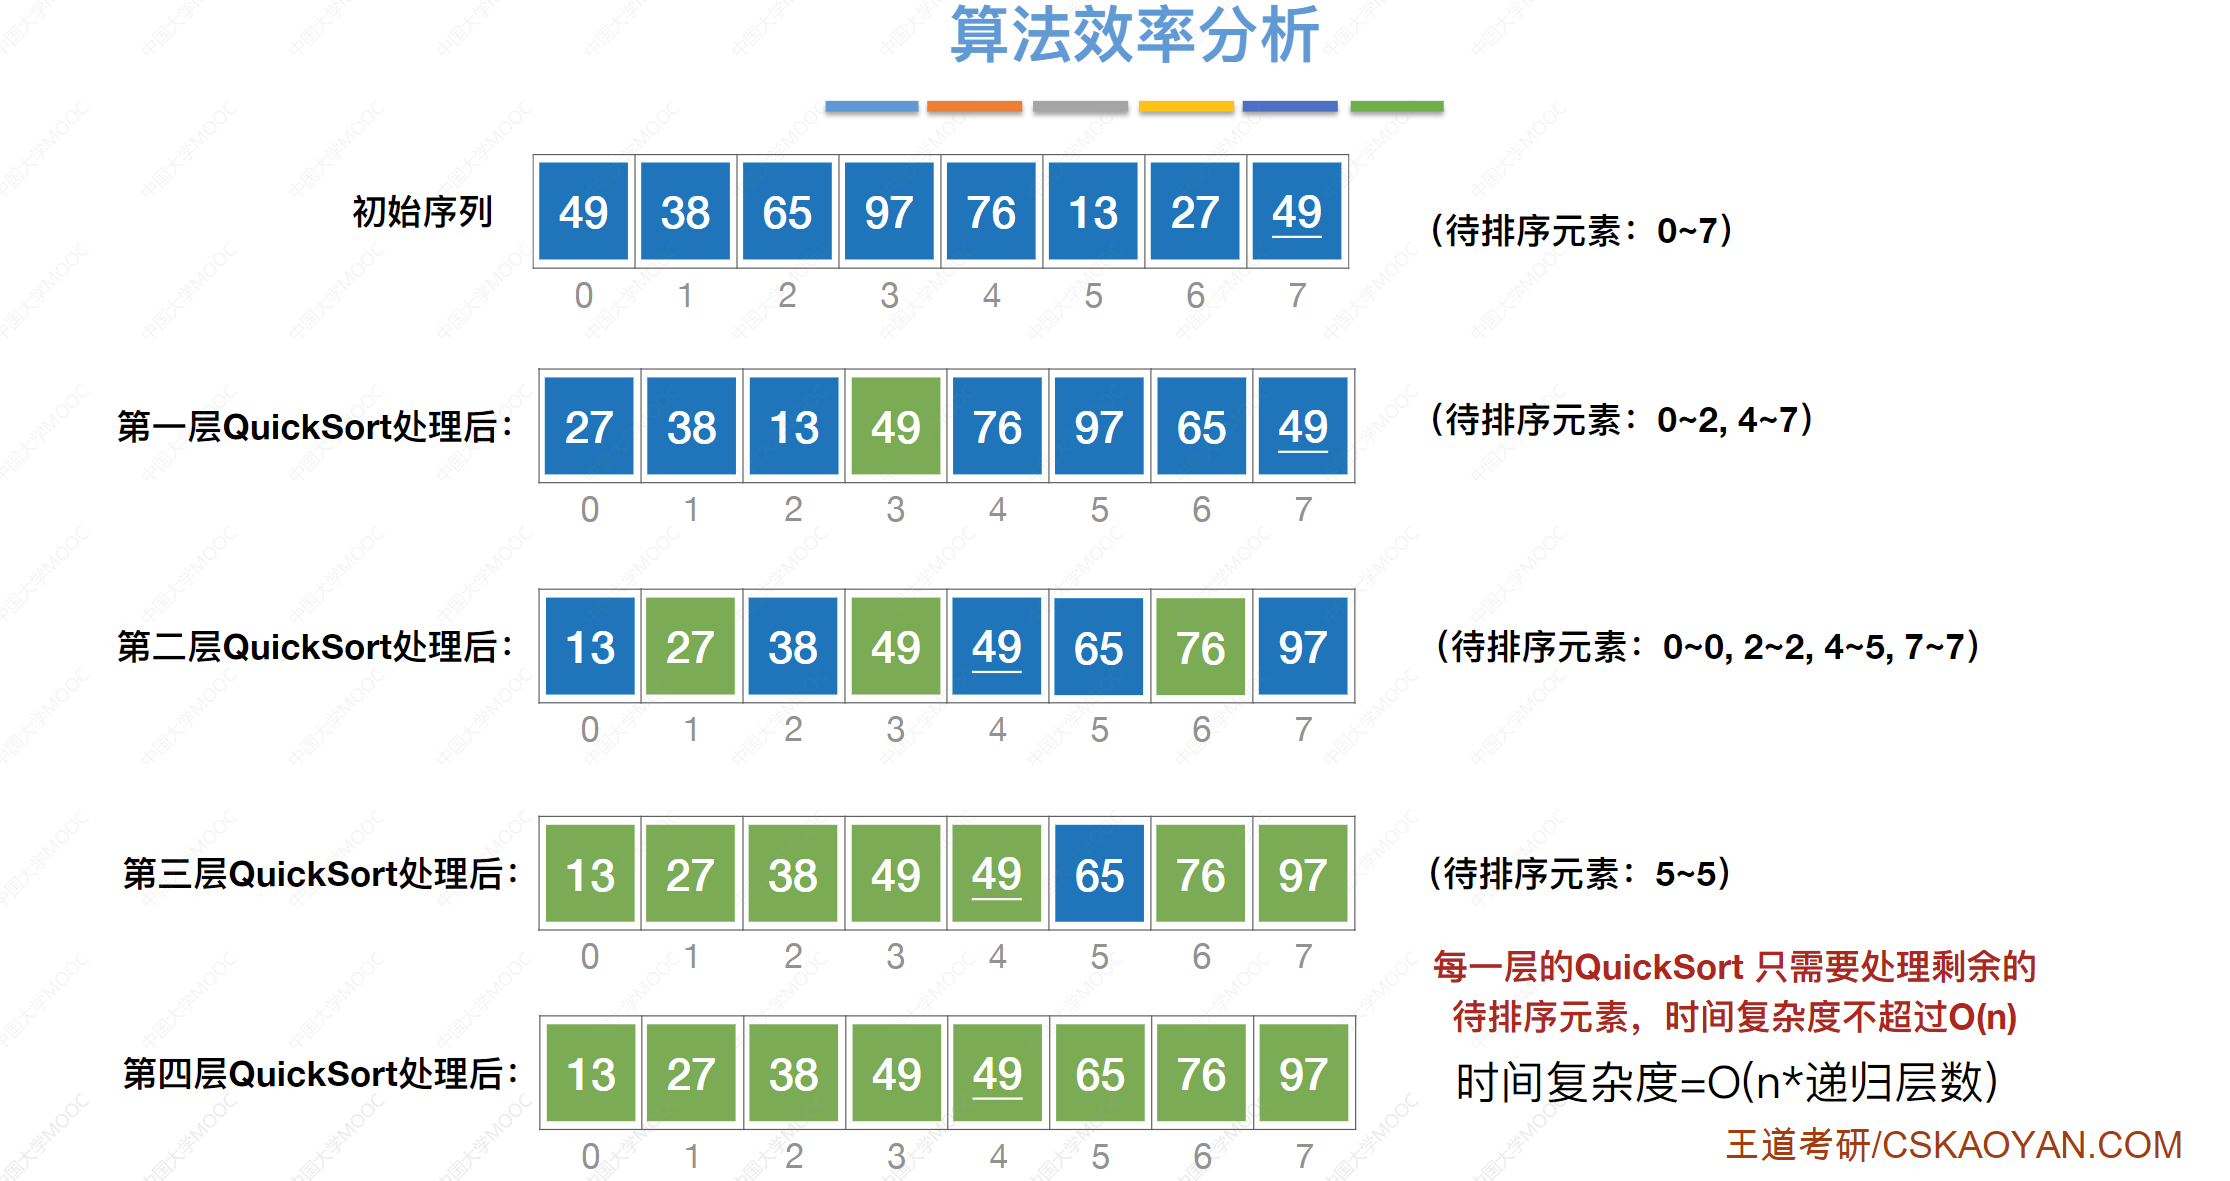 算法效率分析
初始序列
49 38 65 97 76 13 27 49
(待排序元素：0~7)
0 1 2 3 4 5 6 7
第一层QuickSort处理后：
27 38 13 49 76 97 65 49
(待排序元素：0~2, 4~7)
0 1 2 3 4 5 6 7
第二层QuickSort处理后：
13 27 38 49 49 65 76 97
(待排序元素：0~0, 2~2, 4~5, 7~7)
0 1 2 3 4 5 6 7
第三层QuickSort处理后：
13 27 38 49 49 65 76 97
(待排序元素：5~5)
0 1 2 3 4 5 6 7
每一层的QuickSort 只需要处理剩余的
待排序元素，时间复杂度不超过O(n)
第四层QuickSort处理后：
13 27 38 49 49 65 76 97
时间复杂度=O(n*递归层数)
0 1 2 3 4 5 6 7
王道考研/CSKAOYAN.COM
中国大学MOOC